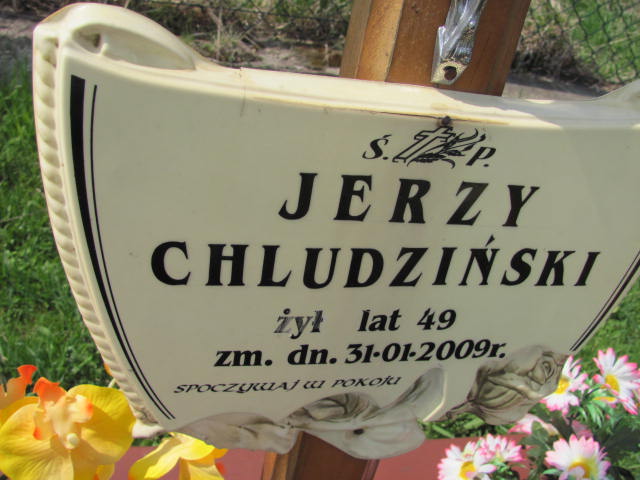 Ś. P.
JERZY
CHLUDZIŃSKI
żył lat 49
zm. dn. 31·01·2009r.
SPOCZYWAJ W POKOJU